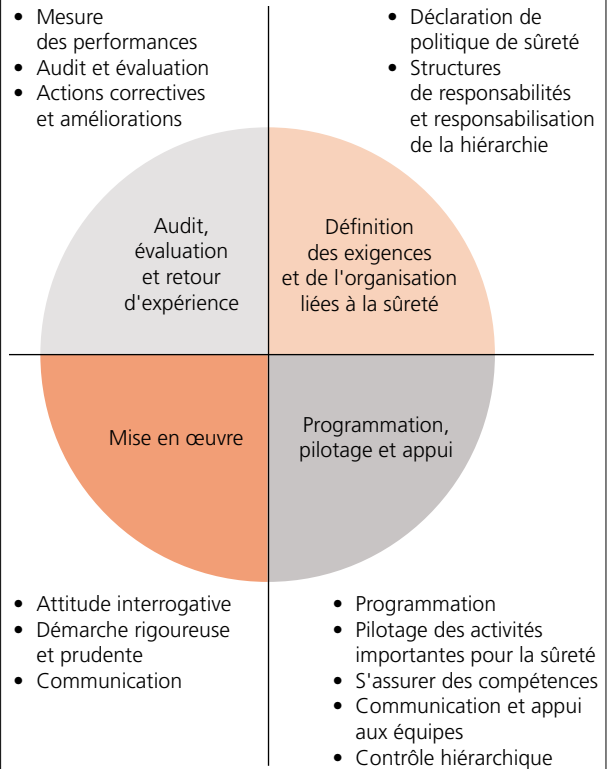 • Mesure
des performances
• Audit et évaluation
• Actions correctives
et améliorations
• Déclaration de
politique de sûreté
• Structures
de responsabilités
et responsabilisation
de la hiérarchie
Audit,
évaluation
et retour
d'expérience
Définition
des exigences
et de l'organisation
liées à la sûreté
Mise en œuvre
Programmation,
pilotage et appui
• Attitude interrogative
• Démarche rigoureuse
et prudente
• Communication
• Programmation
• Pilotage des activités
importantes pour la sûreté
• S'assurer des compétences
• Communication et appui
aux équipes
• Contrôle hiérarchique